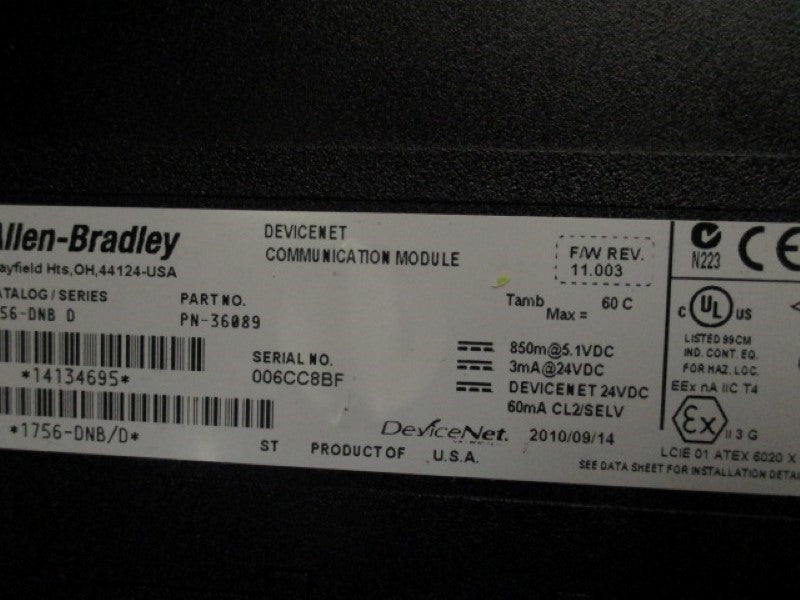 Allen-Bradley
ayfield Hts,OH,44124-USA
ATALOG / SERIES
56-DNB D
PART NO.
PN-36089
*14134695*
*1756-DNB/D*
DEVICENET
COMMUNICATION MODULE
SERIAL NO.
006CC8BF
ST PRODUCT OF U.S.A.
F/W REV.
11.003
Tamb Max = 60 C
850m@5.1VDC
3mA@24VDC
DEVICENET 24VDC
60mA CL2/SELV
DeviceNet. 2010/09/14
N223
CE
c UL us
LISTED 99CM
IND. CONT. EQ.
FOR HAZ. LOC.
EEx nA IIC T4
Ex II 3 G
LCIE 01 ATEX 6020 X
SEE DATA SHEET FOR INSTALLATION DETAI